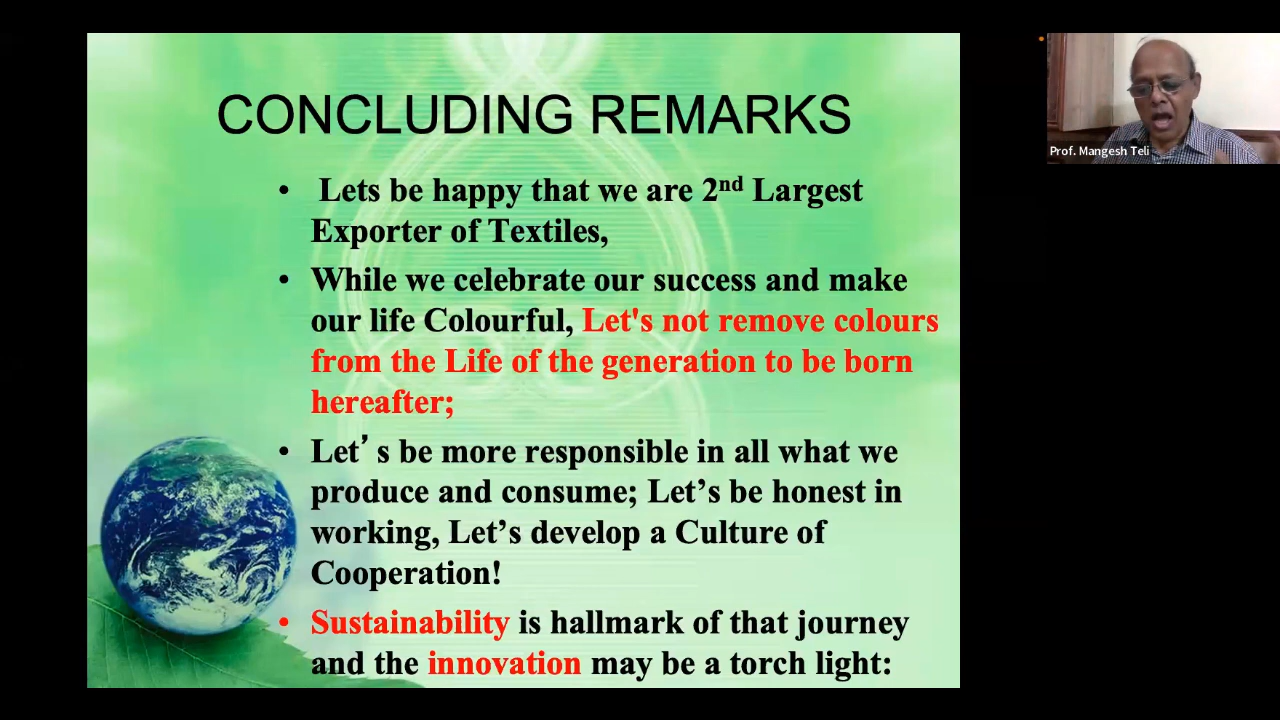 CONCLUDING REMARKS
• Lets be happy that we are 2nd Largest
Exporter of Textiles,
• While we celebrate our success and make
our life Colourful, Let's not remove colours
from the Life of the generation to be born
hereafter;
• Let’s be more responsible in all what we
produce and consume; Let’s be honest in
working, Let’s develop a Culture of
Cooperation!
• Sustainability is hallmark of that journey
and the innovation may be a torch light:
Prof. Mangesh Teli